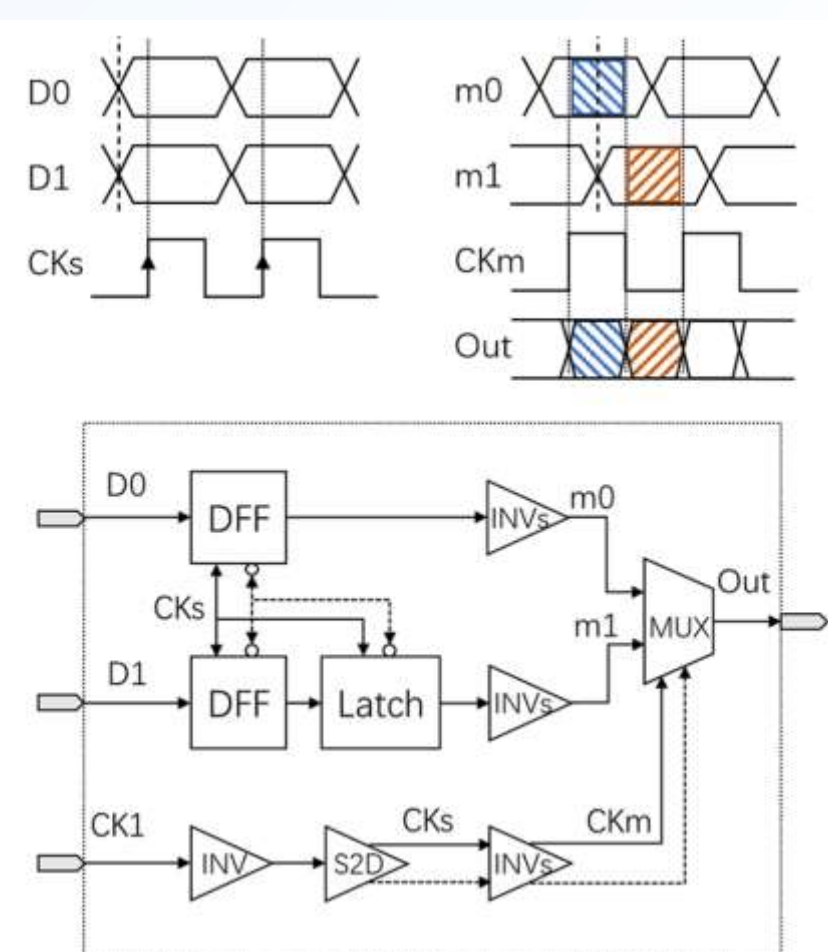 D0
D1
CKs
m0
m1
CKm
Out
D0
DFF
INVs
m0
CKs
MUX
Out
m1
D1
DFF
Latch
INVs
CK1
INV
S2D
CKs
INVs
CKm